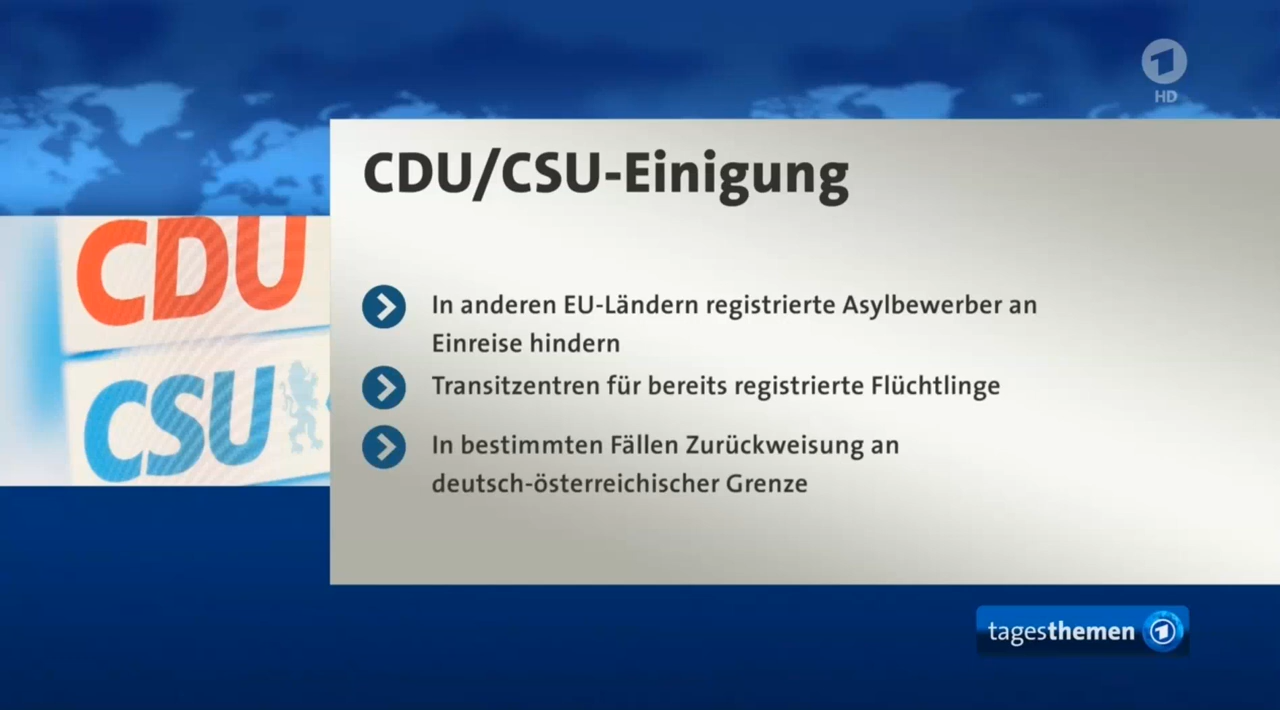 HD
CDU/CSU-Einigung
CDU
CSU
In anderen EU-Ländern registrierte Asylbewerber an
Einreise hindern
Transitzentren für bereits registrierte Flüchtlinge
In bestimmten Fällen Zurückweisung an
deutsch-österreichischer Grenze
tagesthemen